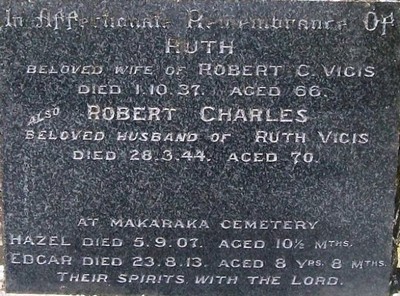 In Affectionate Remembrance Of
RUTH
BELOVED WIFE OF ROBERT C. VIGIS
DIED 1.10.37. AGED 66.
ALSO ROBERT CHARLES
BELOVED HUSBAND OF RUTH VIGIS
DIED 28.3.44. AGED 70.
AT MAKARAKA CEMETERY
HAZEL DIED 5.9.07. AGED 10½ MTHS.
EDGAR DIED 23.8.13. AGED 8 YRS. 8 MTHS.
THEIR SPIRITS WITH THE LORD.